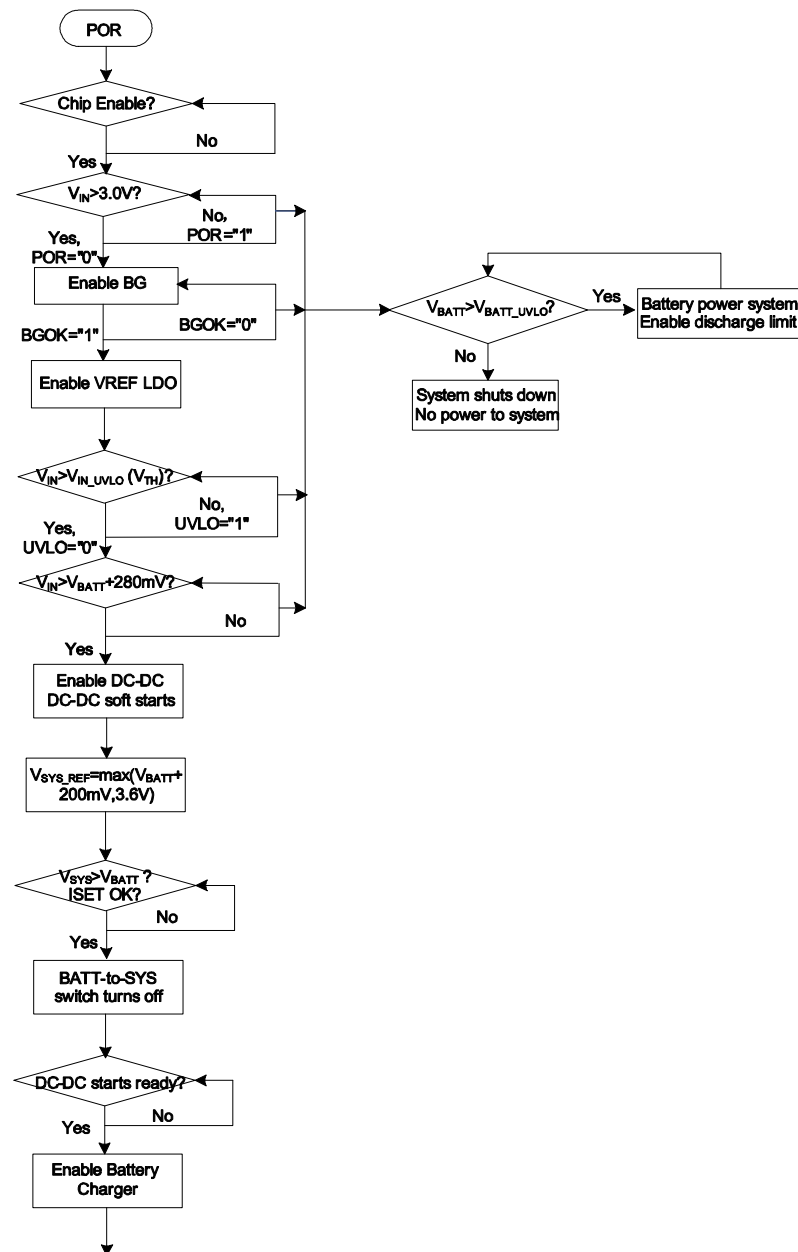 POR
Chip Enable?
No
Yes
VIN>3.0V?
No,
POR="1"
Yes,
POR="0"
Enable BG
BGOK="0"
BGOK="1"
VBATT>VBATT_UVLO?
Yes
Battery power system
Enable discharge limit
No
System shuts down
No power to system
Enable VREF LDO
VIN>VIN_UVLO (VTH)?
No,
UVLO="1"
Yes,
UVLO="0"
VIN>VBATT+280mV?
No
Yes
Enable DC-DC
DC-DC soft starts
VSYS_REF=max(VBATT+
200mV,3.6V)
VSYS>VBATT ?
ISET OK?
No
Yes
BATT-to-SYS
switch turns off
DC-DC starts ready?
No
Yes
Enable Battery
Charger